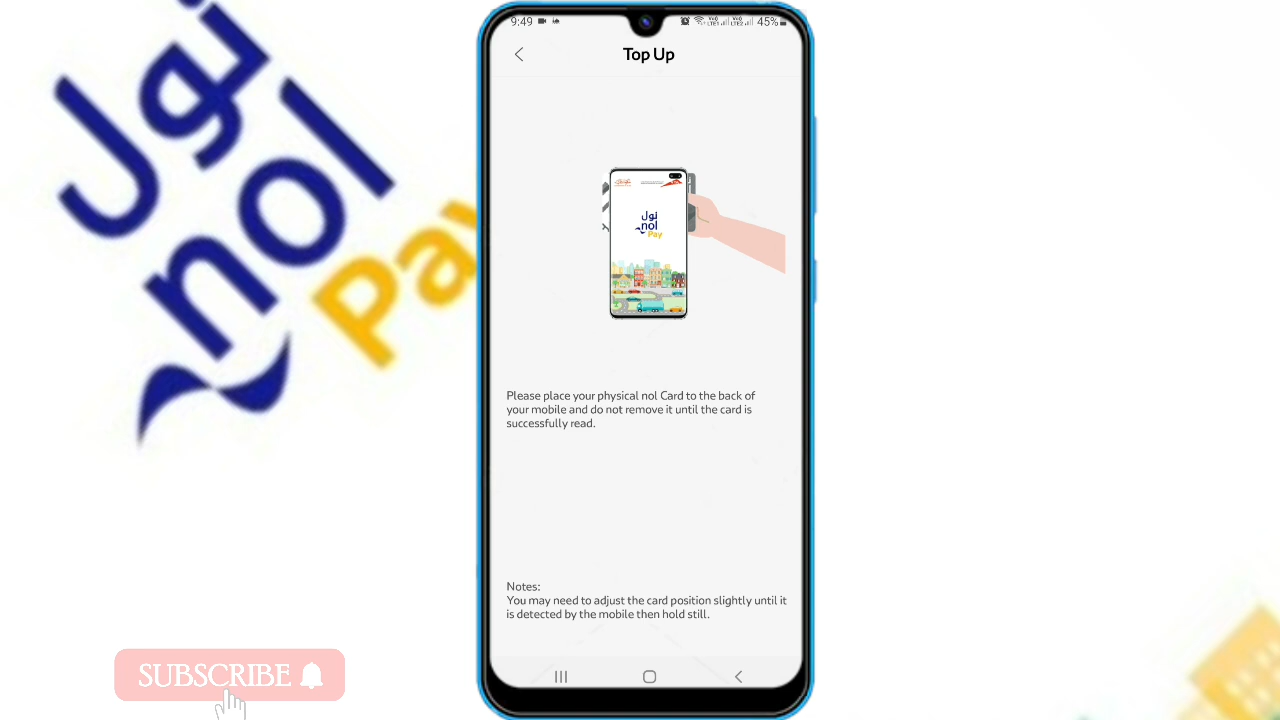 نول
nol
Pay
9:49
45%
Top Up
نول
nol
Pay
Please place your physical nol Card to the back of
your mobile and do not remove it until the card is
successfully read.
Notes:
You may need to adjust the card position slightly until it
is detected by the mobile then hold still.
SUBSCRIBE